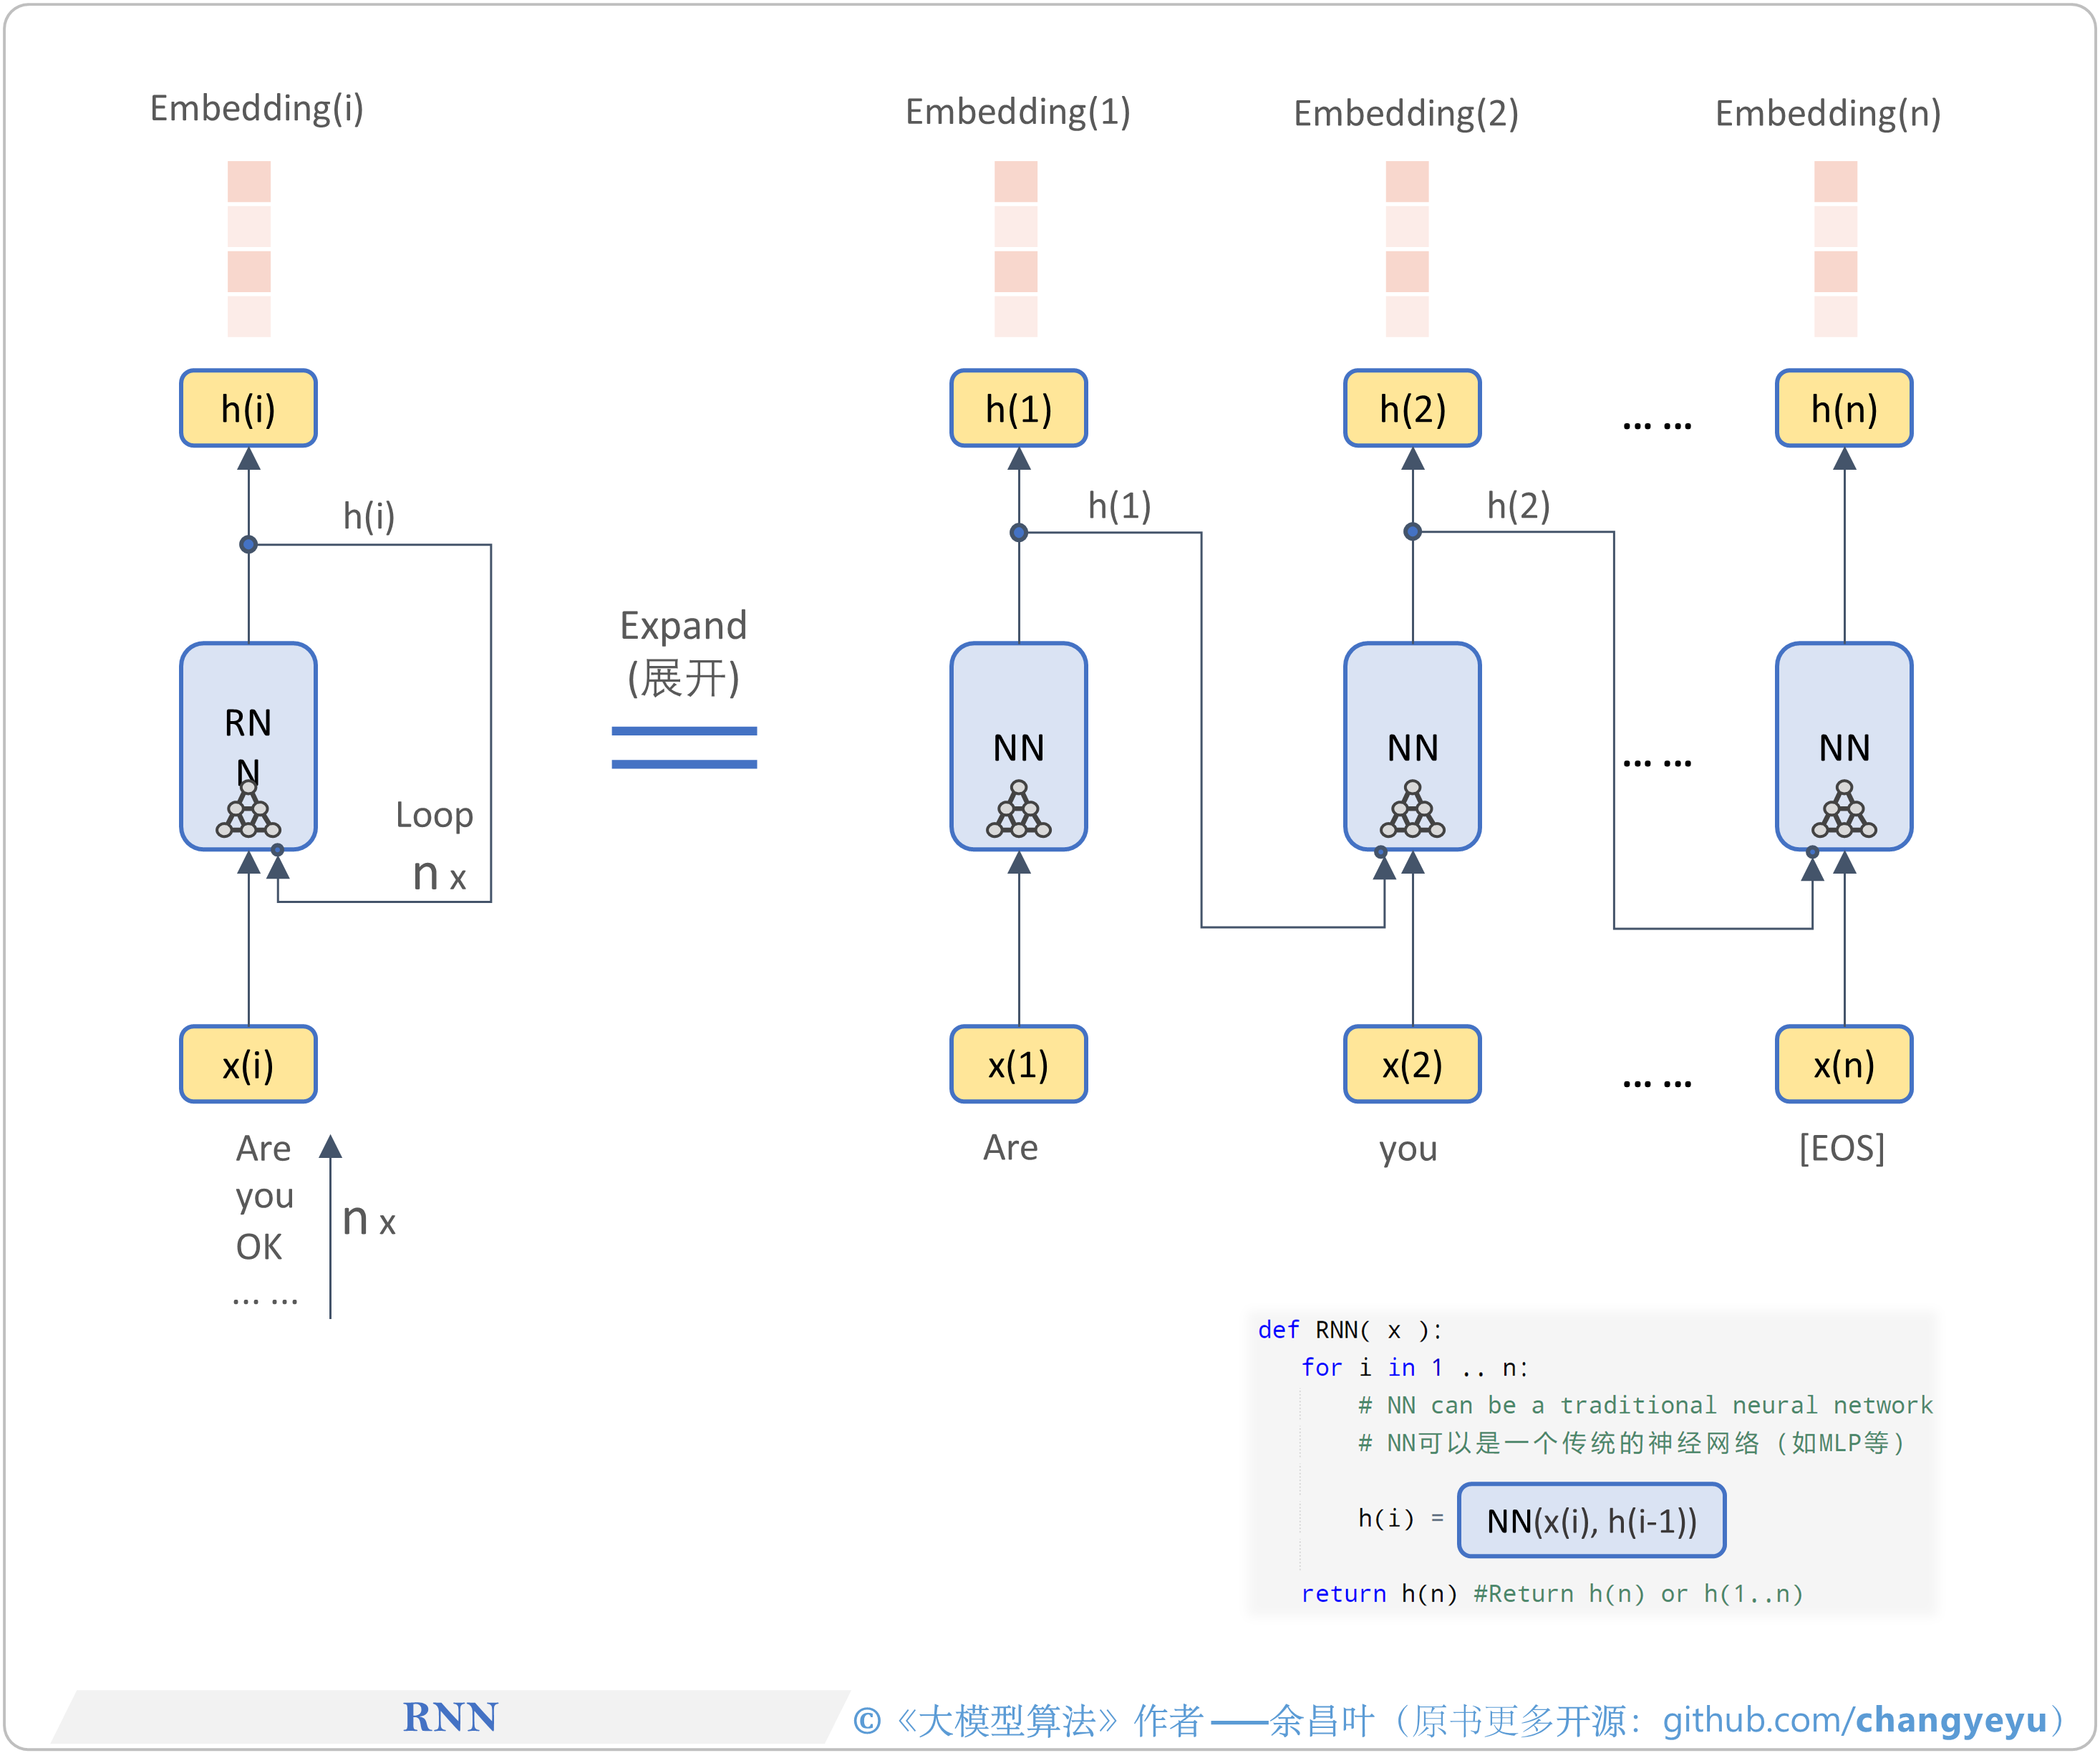 Embedding(i)
h(i)
h(i)
RN
N
Loop
n x
x(i)
Are
you
OK
... ...
n x
Expand
(展开)
Embedding(1)
Embedding(2)
Embedding(n)
h(1)
h(2)
... ...
h(n)
h(1)
h(2)
NN
NN
... ...
NN
x(1)
x(2)
... ...
x(n)
Are
you
[EOS]
def RNN( x ):
for i in 1 .. n:
# NN can be a traditional neural network
# NN可以是一个传统的神经网络（如MLP等）
h(i) = NN(x(i), h(i-1))
return h(n) #Return h(n) or h(1..n)
RNN
©《大模型算法》作者 ——余昌叶（原书更多开源：github.com/changyeyu）